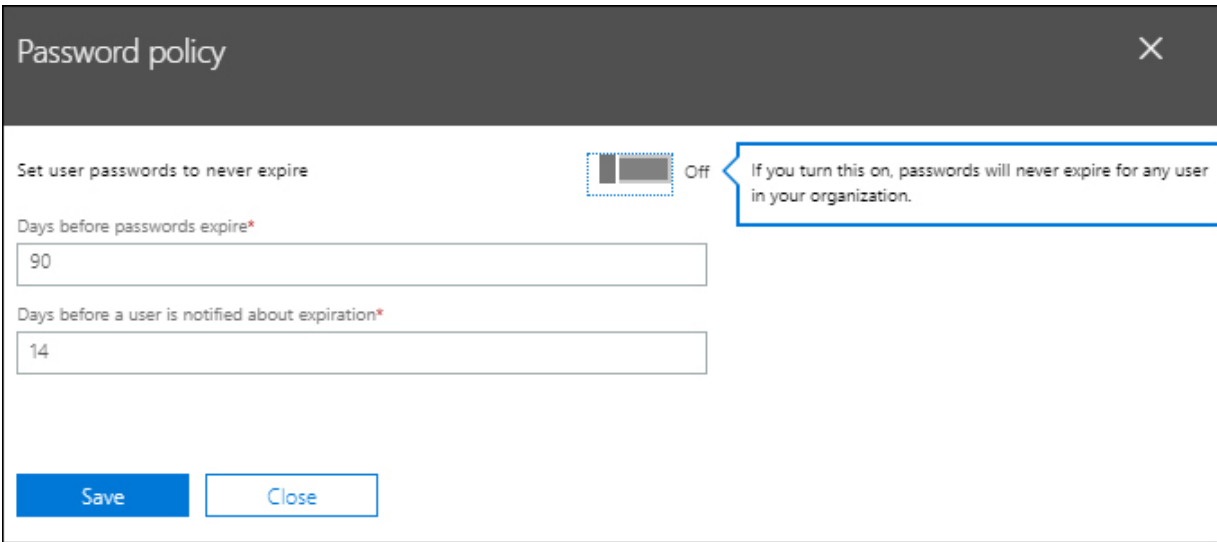 Password policy
Set user passwords to never expire
Off
If you turn this on, passwords will never expire for any user
in your organization.
Days before passwords expire*
90
Days before a user is notified about expiration*
14
Save
Close